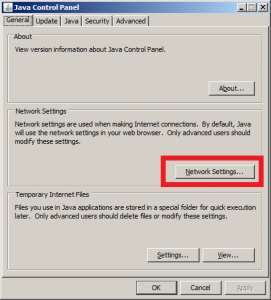 Java Control Panel
General Update Java Security Advanced
About
View version information about Java Control Panel.
About...
Network Settings
Network settings are used when making Internet connections. By default, Java
will use the network settings in your web browser. Only advanced users should
modify these settings.
Network Settings...
Temporary Internet Files
Files you use in Java applications are stored in a special folder for quick execution
later. Only advanced users should delete files or modify these settings.
Settings... View...
OK Cancel Apply